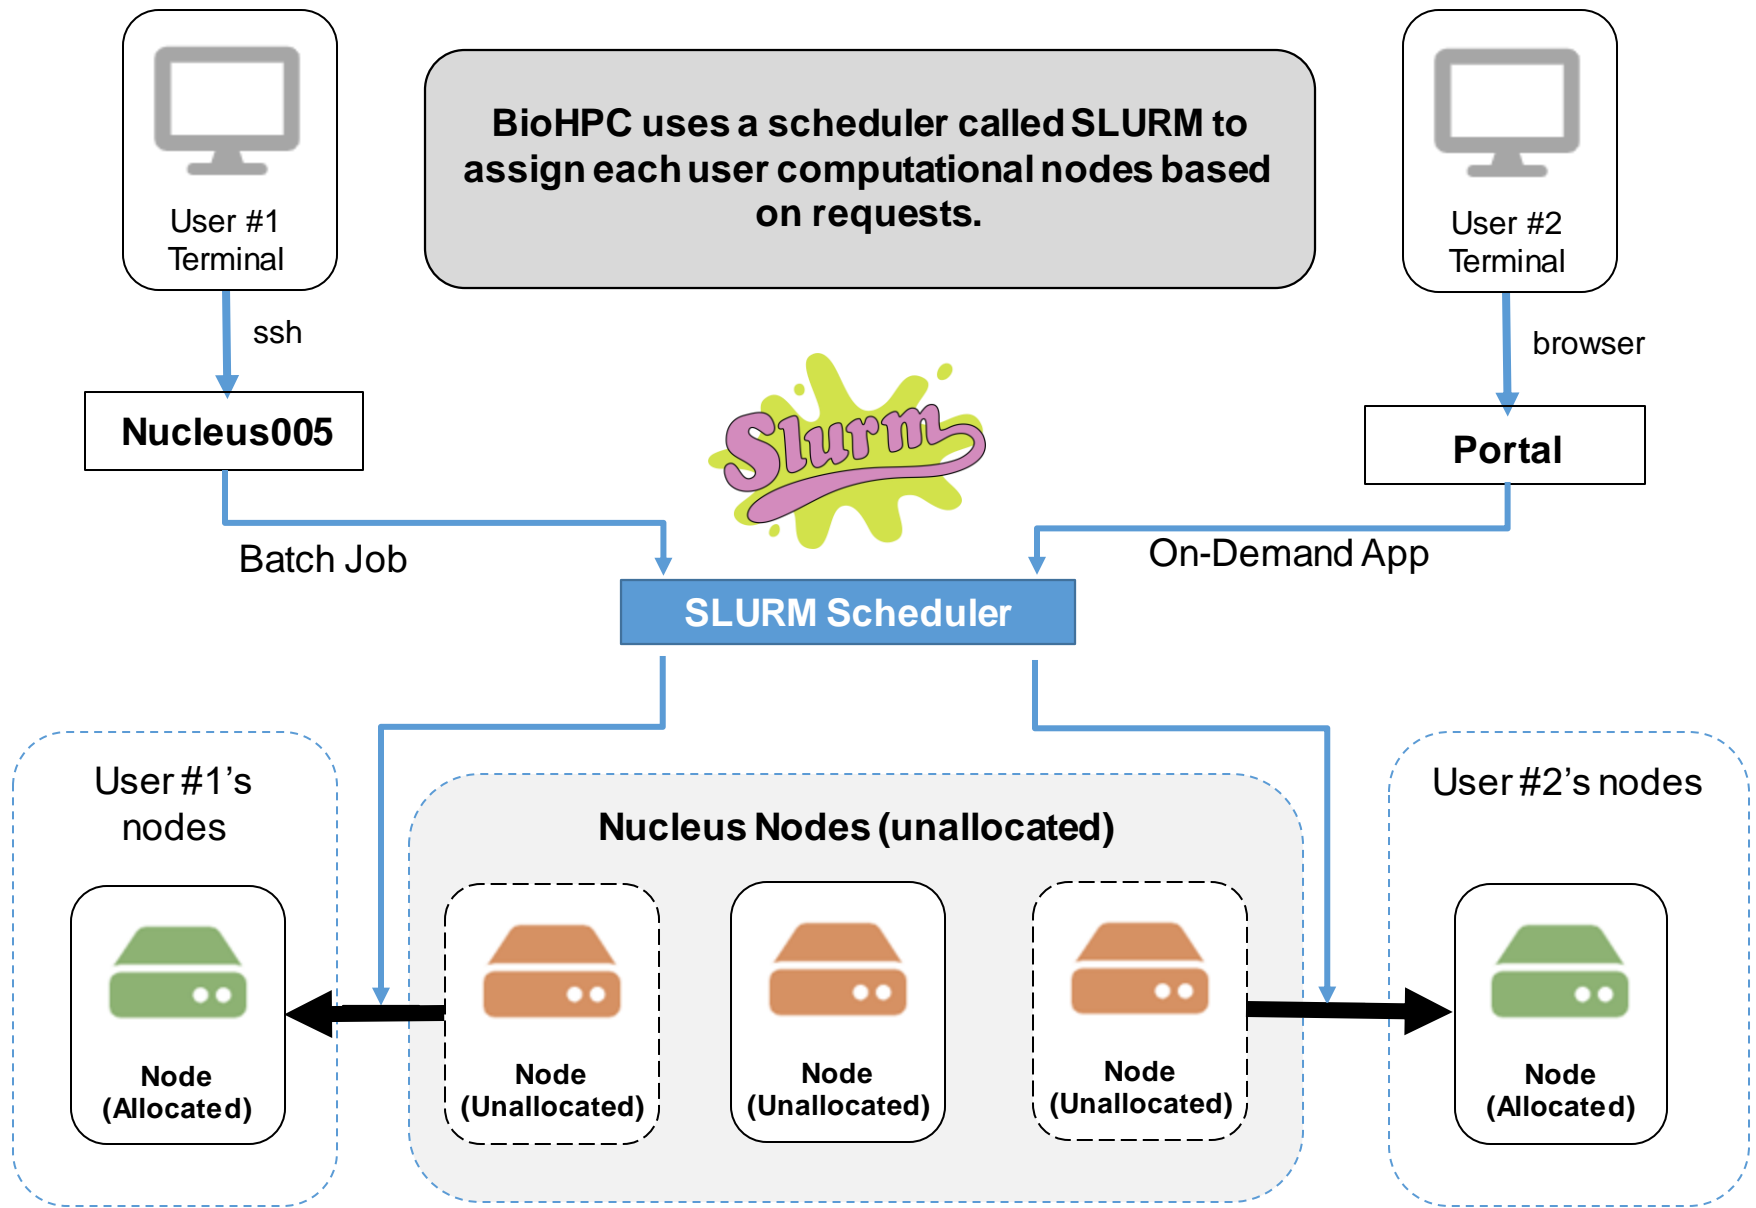 User #1
Terminal
BioHPC uses a scheduler called SLURM to
assign each user computational nodes based
on requests.
User #2
Terminal
ssh
browser
Nucleus005
Slurm
Portal
Batch Job
On-Demand App
SLURM Scheduler
User #1’s
nodes
Nucleus Nodes (unallocated)
User #2’s nodes
Node
(Allocated)
Node
(Unallocated)
Node
(Unallocated)
Node
(Unallocated)
Node
(Allocated)